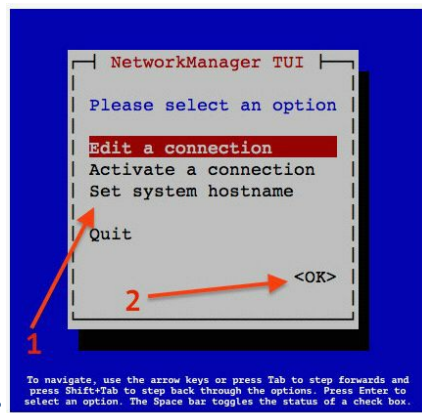 NetworkManager TUI
Please select an option
Edit a connection
Activate a connection
Set system hostname
Quit
<OK>
2
1
To navigate, use the arrow keys or press Tab to step forwards and
press Shift+Tab to step back through the options. Press Enter to
select an option. The Space bar toggles the status of a check box.